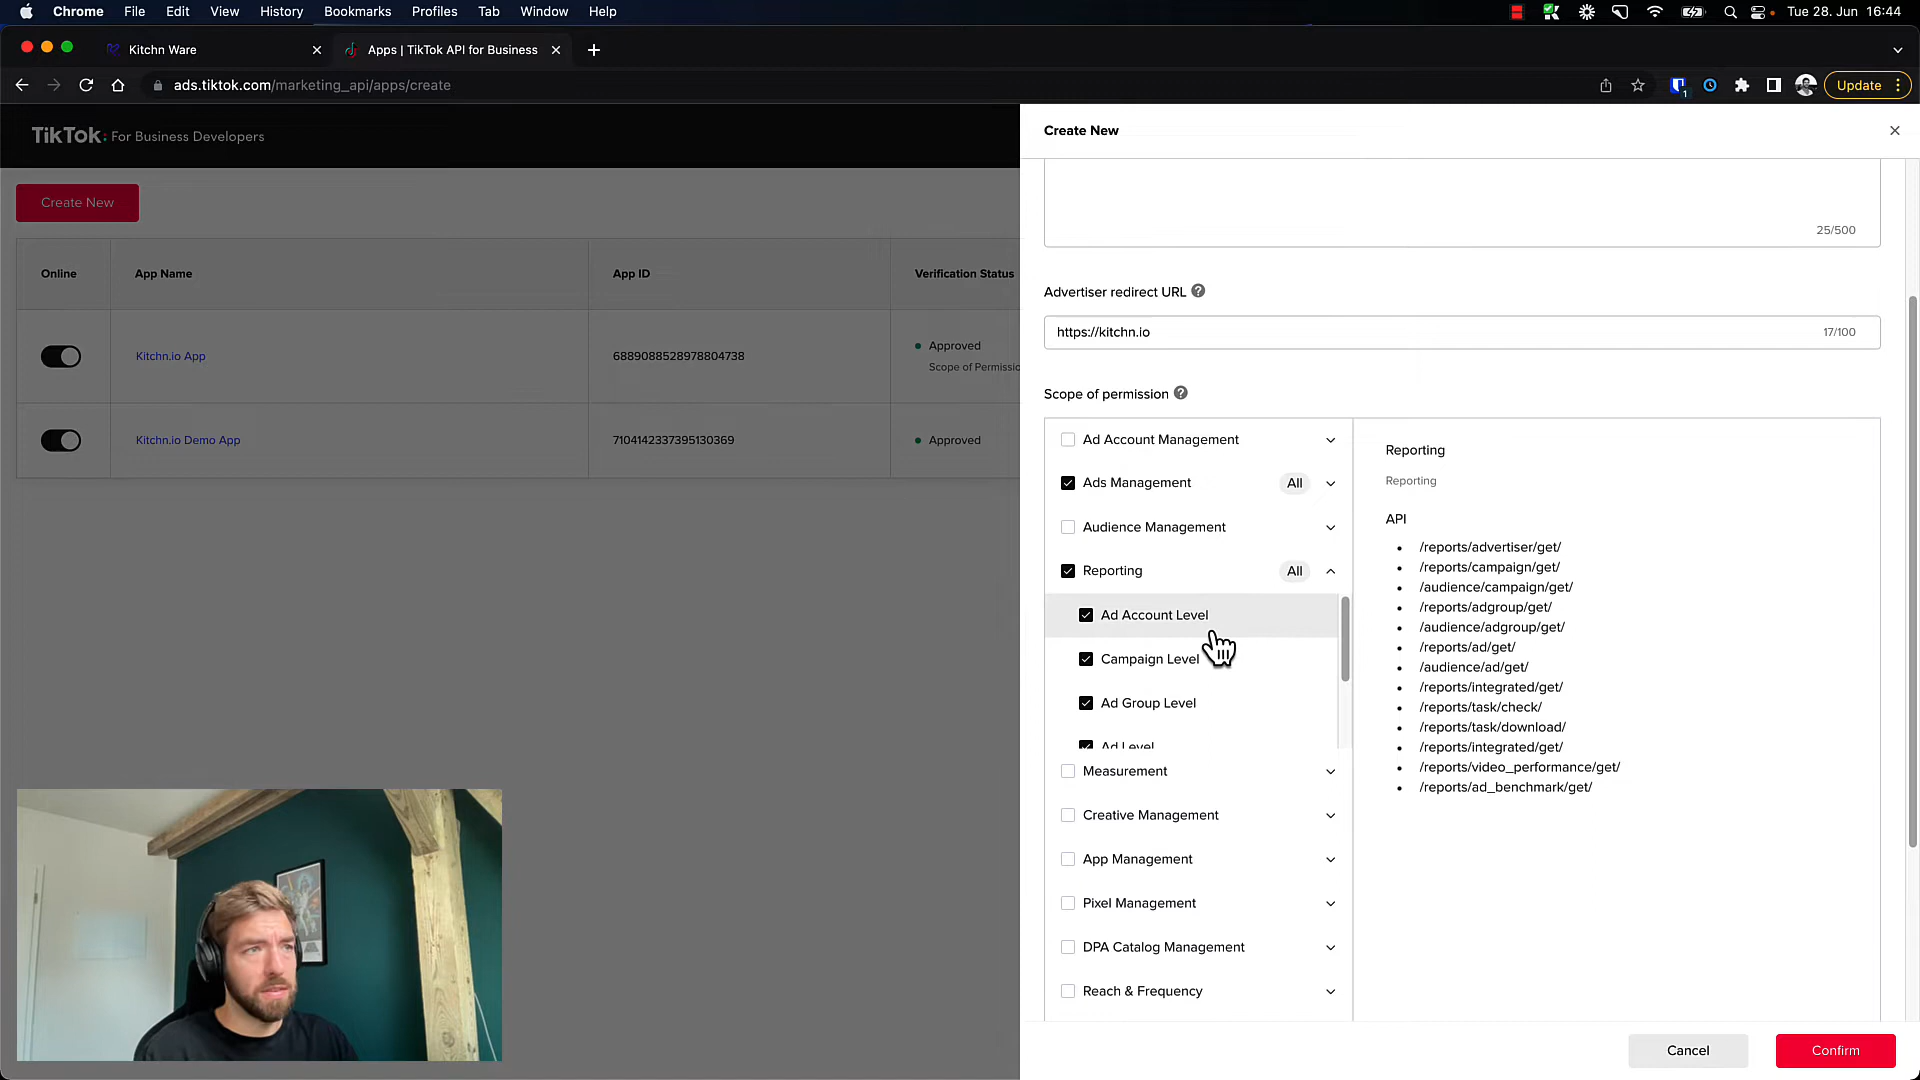 Chrome File Edit View History Bookmarks Profiles Tab Window Help Tue 28. Jun 16:44
Kitchn Ware Apps | TikTok API for Business
ads.tiktok.com/marketing_api/apps/create 1 Update
TikTok: For Business Developers
Create New
Online App Name App ID Verification Status
Kitchn.io App 6889088528978804738 Approved
Scope of Permissio
Kitchn.io Demo App 7104142337395130369 Approved
Create New
25/500
Advertiser redirect URL ?
https://kitchn.io 17/100
Scope of permission ?
Ad Account Management
Ads Management All
Audience Management
Reporting All
Ad Account Level
Campaign Level
Ad Group Level
Ad Level
Measurement
Creative Management
App Management
Pixel Management
DPA Catalog Management
Reach & Frequency
Reporting
Reporting
API
/reports/advertiser/get/
/reports/campaign/get/
/audience/campaign/get/
/reports/adgroup/get/
/audience/adgroup/get/
/reports/ad/get/
/audience/ad/get/
/reports/integrated/get/
/reports/task/check/
/reports/task/download/
/reports/integrated/get/
/reports/video_performance/get/
/reports/ad_benchmark/get/
Cancel Confirm